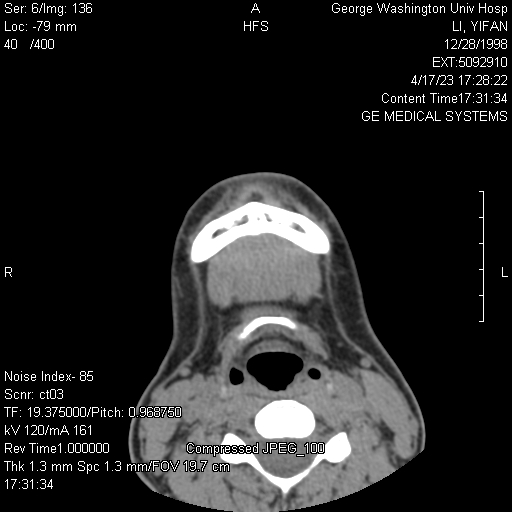 Ser: 6/Img: 136
Loc: -79 mm
40 /400
A
HFS
George Washington Univ Hosp
LI, YIFAN
12/28/1998
EXT:5092910
4/17/23 17:28:22
Content Time17:31:34
GE MEDICAL SYSTEMS
R
L
Noise Index- 85
Scnr: ct03
TF: 19.375000/Pitch: 0.968750
kV 120/mA 161
Rev Time1.000000
Compressed JPEG_100
Thk 1.3 mm Spc 1.3 mm/FOV 19.7 cm
17:31:34